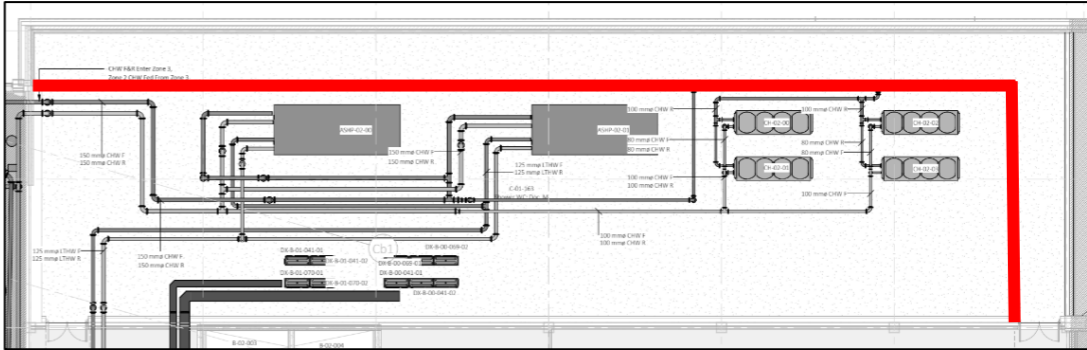 CHW F&R Enter Zone 3,
Zone 2 CHW Fed From Zone 3
150 mmø CHW F
150 mmø CHW R
ASHP-02-00
150 mmø CHW F
150 mmø CHW R
ASHP-02-01
125 mmø LTHW F
125 mmø LTHW R
100 mmø CHW R
CH-02-00
100 mmø CHW R
CH-02-02
80 mmø CHW F
80 mmø CHW R
80 mmø CHW R
80 mmø CHW F
100 mmø CHW F
100 mmø CHW R
CH-02-01
CH-02-03
100 mmø CHW F
C-01-163
100 mmø CHW F
100 mmø CHW R
125 mmø LTHW F
125 mmø LTHW R
150 mmø CHW F
150 mmø CHW R
Cb1
DX-B-01-041-01
DX-B-01-041-02
DX-B-00-069-02
DX-B-00-069-01
DX-B-01-070-01
DX-B-01-070-02
DX-B-00-041-01
DX-B-00-041-02
B-02-003
B-02-004